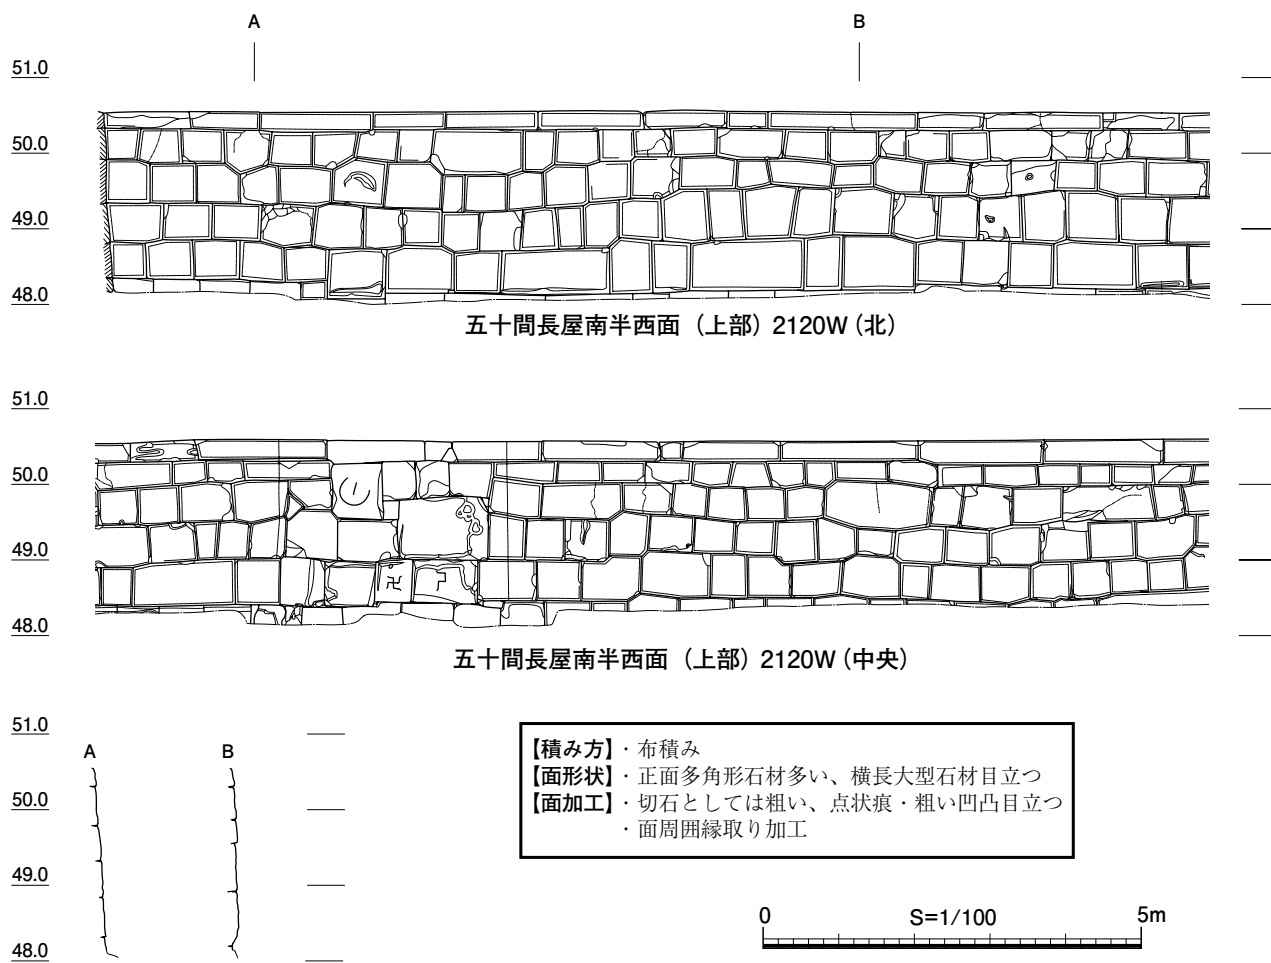 A
B
51.0
50.0
49.0
48.0
五十間長屋南半西面（上部）2120W（北）
51.0
50.0
49.0
48.0
卍
五十間長屋南半西面（上部）2120W（中央）
51.0
A
B
50.0
49.0
48.0
【積み方】・布積み
【面形状】・正面多角形石材多い、横長大型石材目立つ
【面加工】・切石としては粗い、点状痕・粗い凹凸目立つ
・面周囲縁取り加工
0
S=1/100
5m